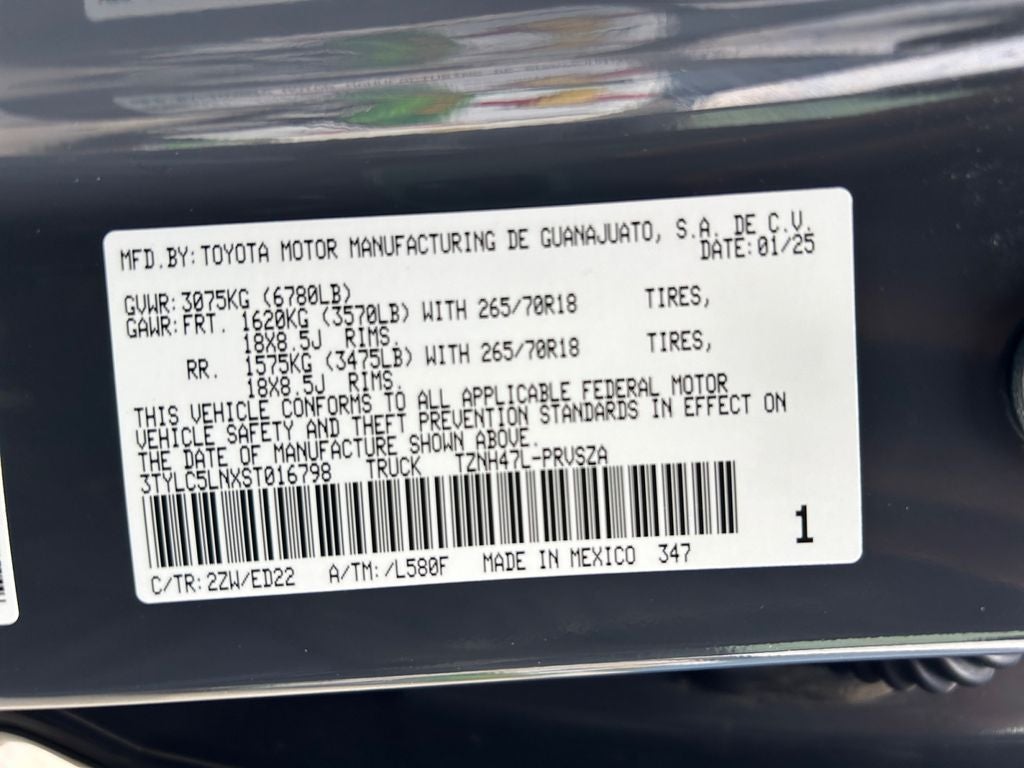 MFD.BY: TOYOTA MOTOR MANUFACTURING DE GUANAJUATO, S.A. DE C.V.
DATE: 01/25
GVWR: 3075KG (6780LB)
GAWR: FRT. 1620KG (3570LB) WITH 265/70R18 TIRES,
18X8.5J RIMS.
RR. 1575KG (3475LB) WITH 265/70R18 TIRES,
18X8.5J RIMS.
THIS VEHICLE CONFORMS TO ALL APPLICABLE FEDERAL MOTOR
VEHICLE SAFETY AND THEFT PREVENTION STANDARDS IN EFFECT ON
THE DATE OF MANUFACTURE SHOWN ABOVE.
3TYLC5LNXST016798 TRUCK TZNH47L-PRVSZA
1
C/TR: 2ZW/ED22 A/TM: /L580F MADE IN MEXICO 347